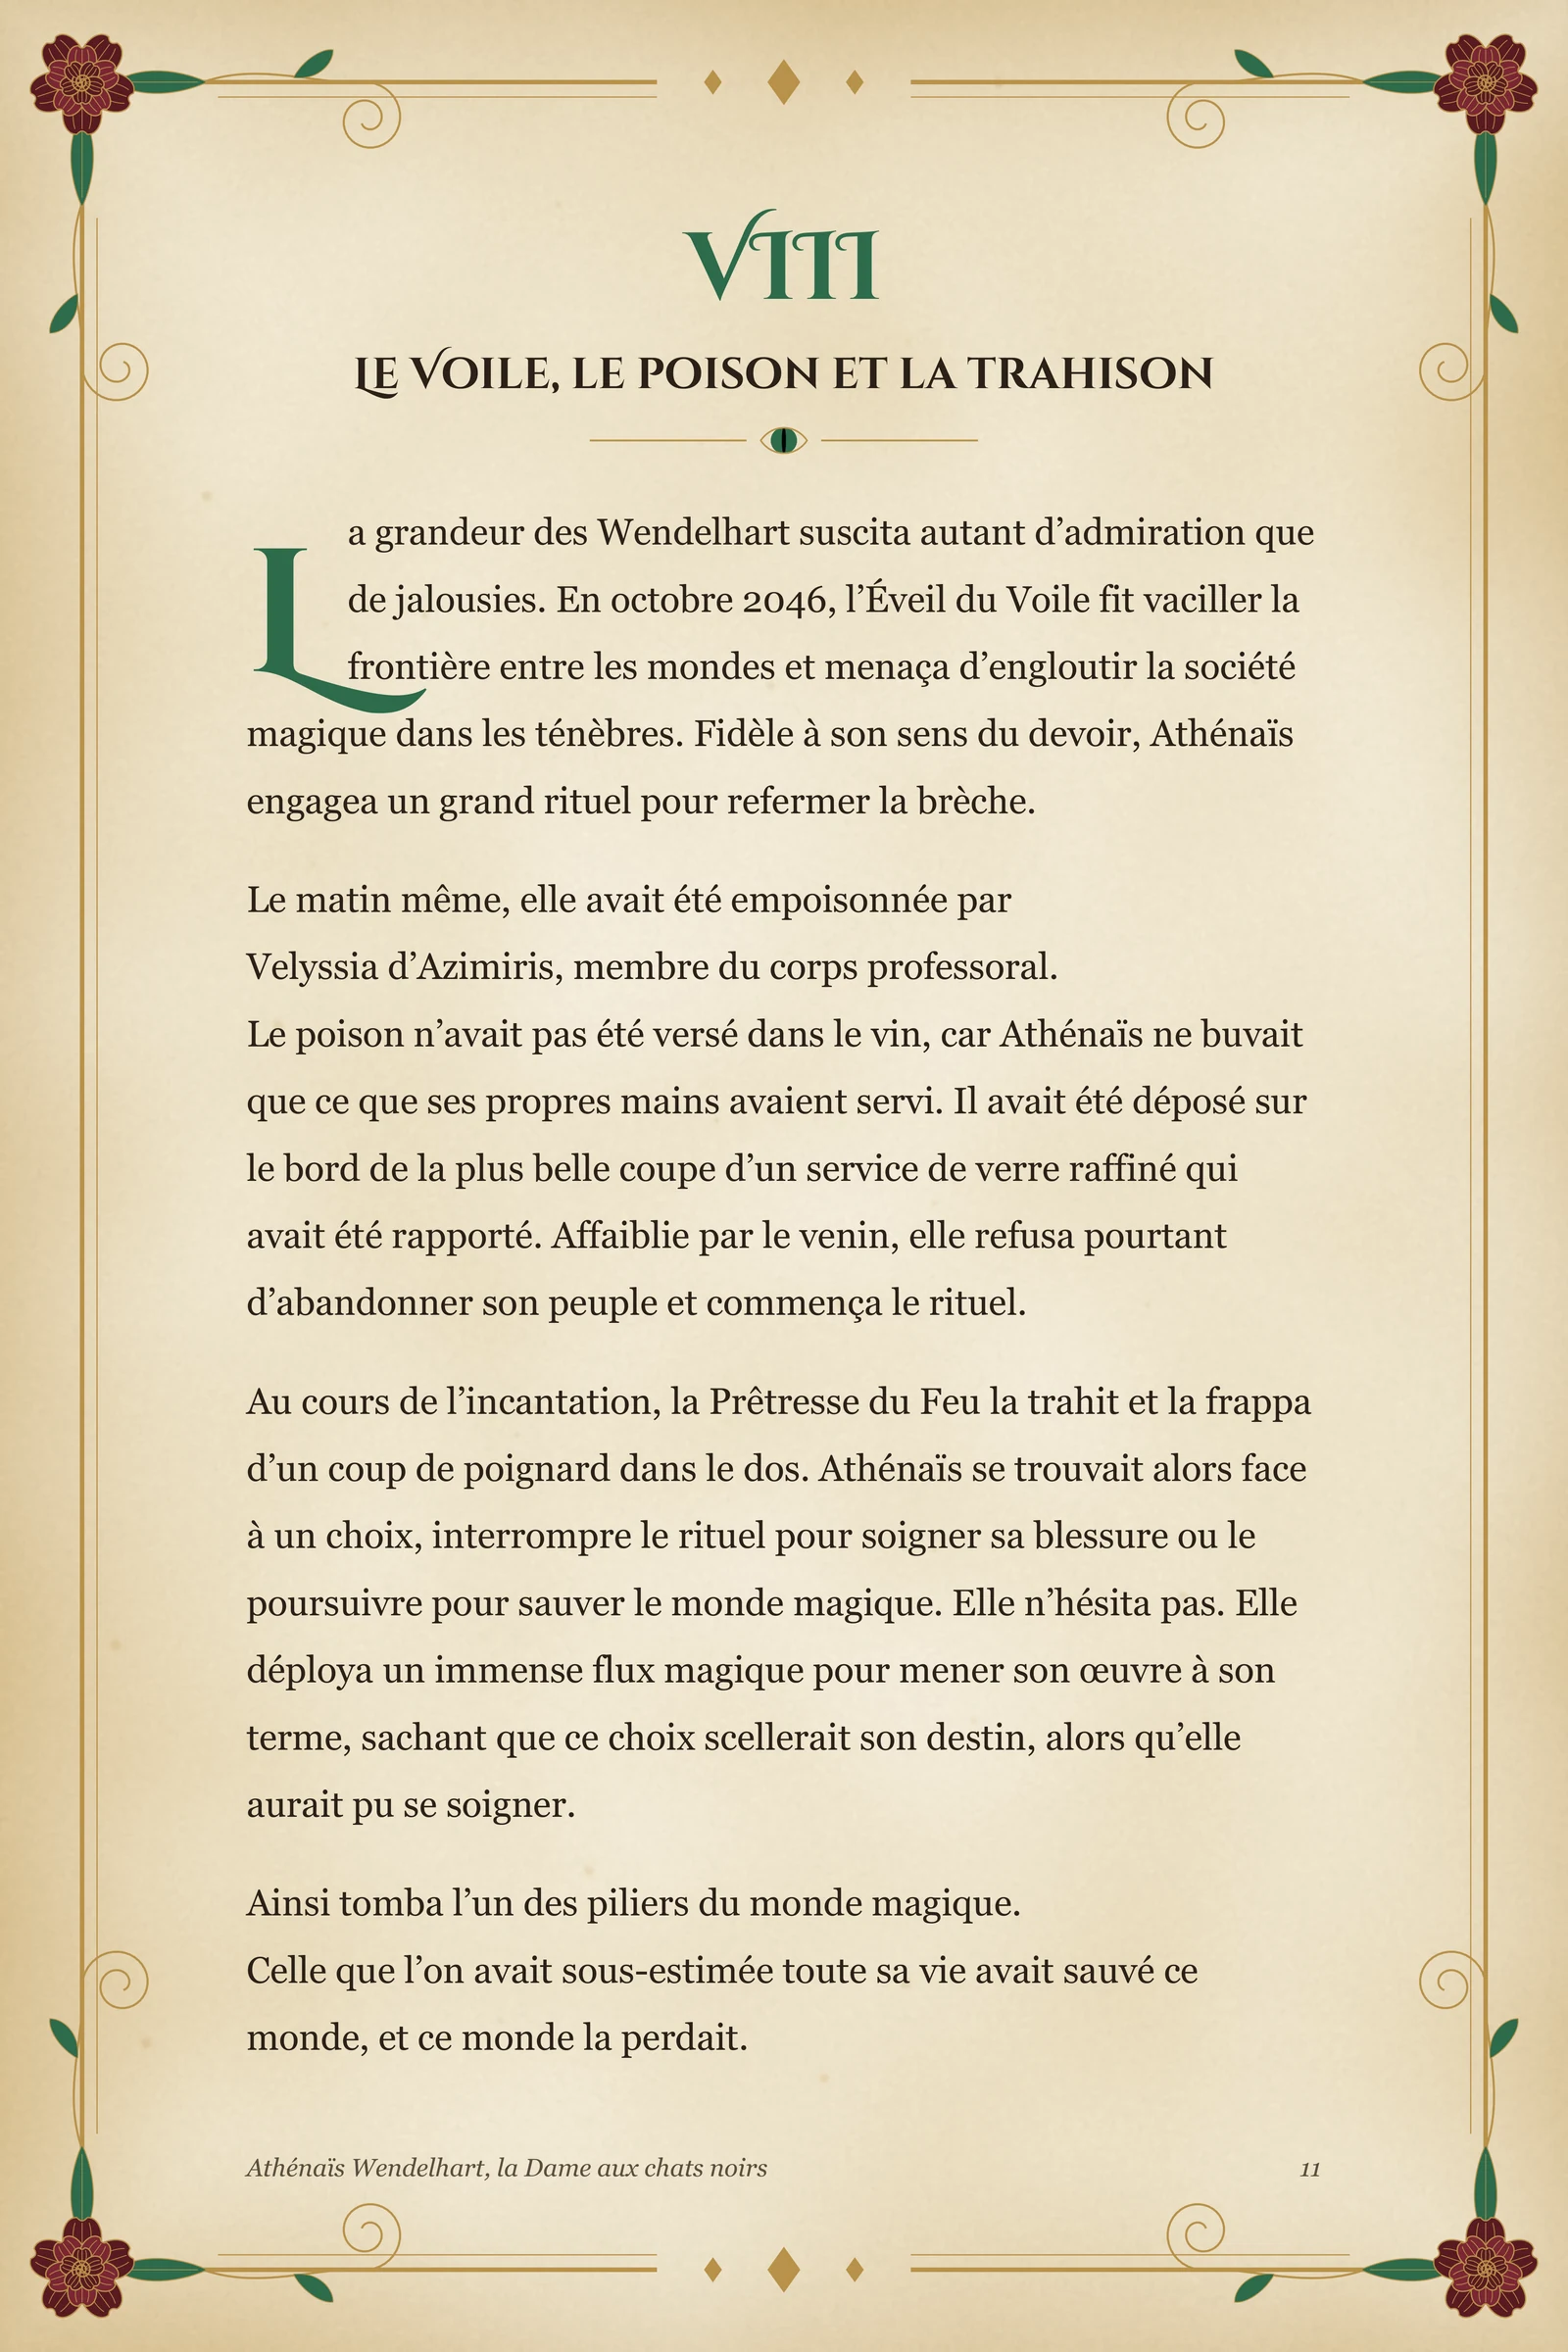 VIII
LE VOILE, LE POISON ET LA TRAHISON
La grandeur des Wendelhart suscita autant d’admiration que
de jalousies. En octobre 2046, l’Éveil du Voile fit vaciller la
frontière entre les mondes et menaça d’engloutir la société
magique dans les ténèbres. Fidèle à son sens du devoir, Athénaïs
engagea un grand rituel pour refermer la brèche.
Le matin même, elle avait été empoisonnée par
Velyssia d’Azimiris, membre du corps professoral.
Le poison n’avait pas été versé dans le vin, car Athénaïs ne buvait
que ce que ses propres mains avaient servi. Il avait été déposé sur
le bord de la plus belle coupe d’un service de verre raffiné qui
avait été rapporté. Affaiblie par le venin, elle refusa pourtant
d’abandonner son peuple et commença le rituel.
Au cours de l’incantation, la Prêtresse du Feu la trahit et la frappa
d’un coup de poignard dans le dos. Athénaïs se trouvait alors face
à un choix, interrompre le rituel pour soigner sa blessure ou le
poursuivre pour sauver le monde magique. Elle n’hésita pas. Elle
déploya un immense flux magique pour mener son œuvre à son
terme, sachant que ce choix scellerait son destin, alors qu’elle
aurait pu se soigner.
Ainsi tomba l’un des piliers du monde magique.
Celle que l’on avait sous-estimée toute sa vie avait sauvé ce
monde, et ce monde la perdait.
Athénaïs Wendelhart, la Dame aux chats noirs 11